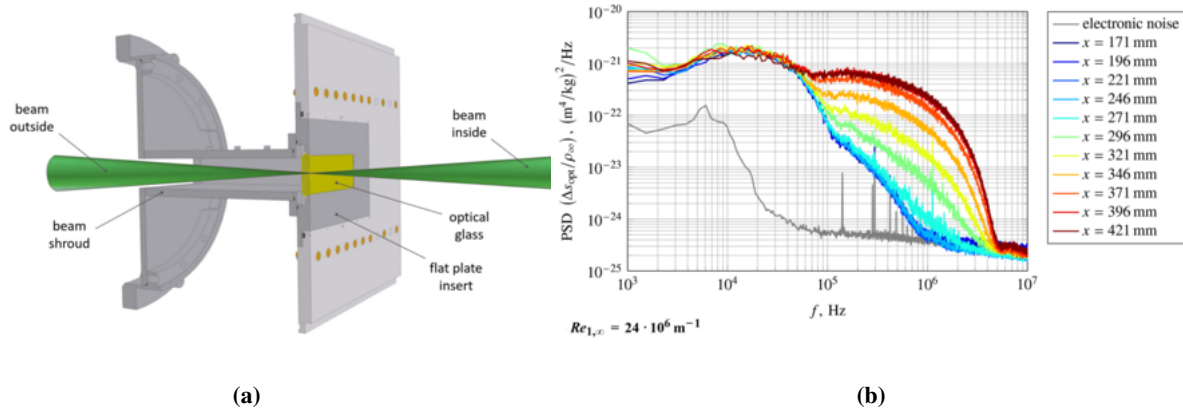 beam
outside
beam
inside
beam
shroud
optical
glass
flat plate
insert
(a)
PSD (Δs_opt/ρ_∞), (m⁴/kg)²/Hz
10⁻²⁰
10⁻²¹
10⁻²²
10⁻²³
10⁻²⁴
10⁻²⁵
10³
10⁴
10⁵
10⁶
10⁷
f, Hz
Re₁,∞ = 24 · 10⁶ m⁻¹
electronic noise
x = 171 mm
x = 196 mm
x = 221 mm
x = 246 mm
x = 271 mm
x = 296 mm
x = 321 mm
x = 346 mm
x = 371 mm
x = 396 mm
x = 421 mm
(b)